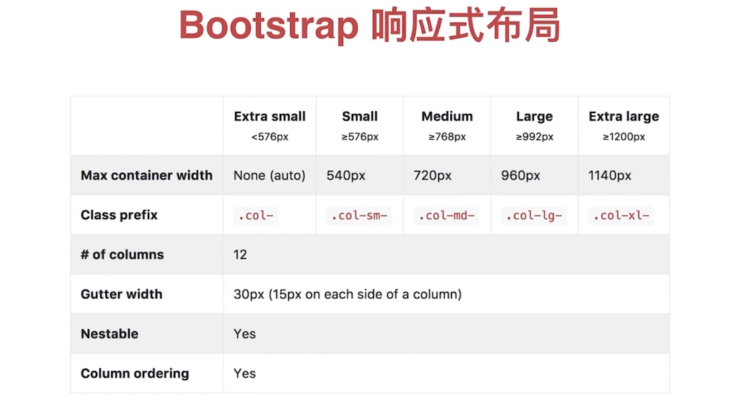 Bootstrap 响应式布局
Extra small Small Medium Large Extra large
<576px ≥576px ≥768px ≥992px ≥1200px
Max container width None (auto) 540px 720px 960px 1140px
Class prefix .col- .col-sm- .col-md- .col-lg- .col-xl-
# of columns 12
Gutter width 30px (15px on each side of a column)
Nestable Yes
Column ordering Yes